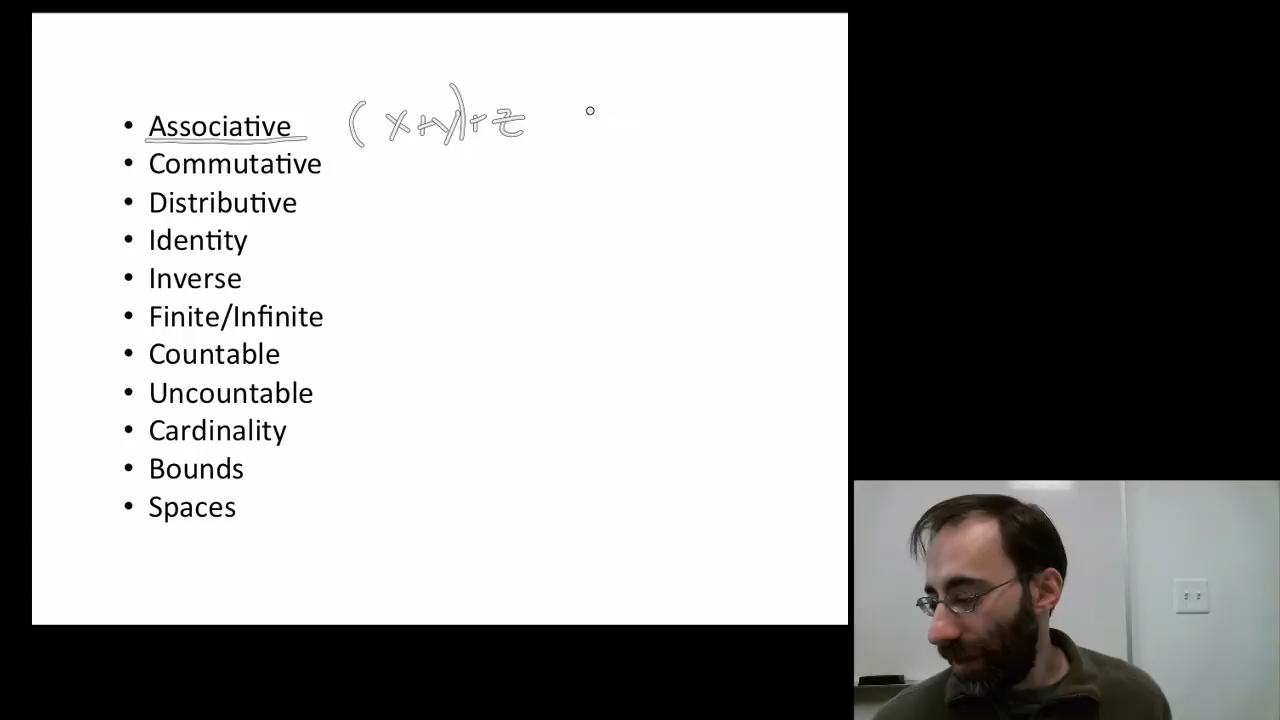 • Associative (x+y)+z
• Commutative
• Distributive
• Identity
• Inverse
• Finite/Infinite
• Countable
• Uncountable
• Cardinality
• Bounds
• Spaces